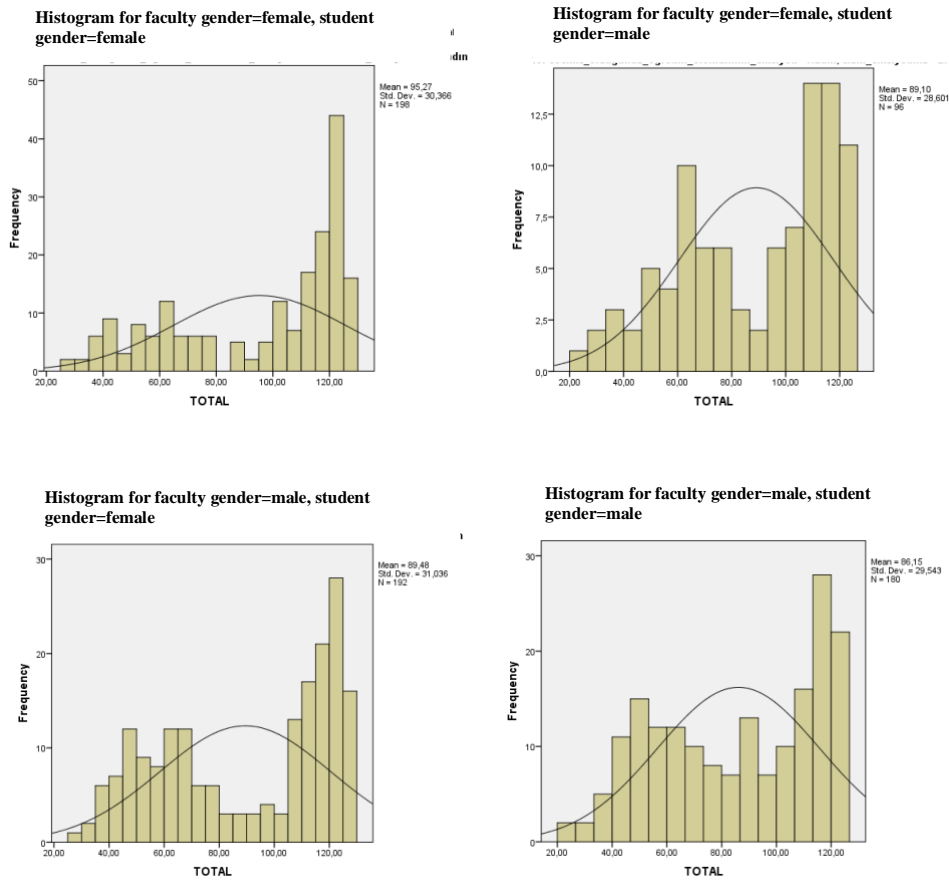 Histogram for faculty gender=female, student
gender=female
Mean = 95,27
Std. Dev. = 30,366
N = 198
50
40
30
20
10
0
Frequency
20,00 40,00 60,00 80,00 100,00 120,00
TOTAL
Histogram for faculty gender=female, student
gender=male
Mean = 89,10
Std. Dev. = 28,601
N = 96
12,5
10,0
7,5
5,0
2,5
0,0
Frequency
20,00 40,00 60,00 80,00 100,00 120,00
TOTAL
Histogram for faculty gender=male, student
gender=female
Mean = 89,48
Std. Dev. = 31,036
N = 192
30
20
10
0
Frequency
20,00 40,00 60,00 80,00 100,00 120,00
TOTAL
Histogram for faculty gender=male, student
gender=male
Mean = 86,15
Std. Dev. = 29,543
N = 180
30
20
10
0
Frequency
20,00 40,00 60,00 80,00 100,00 120,00
TOTAL